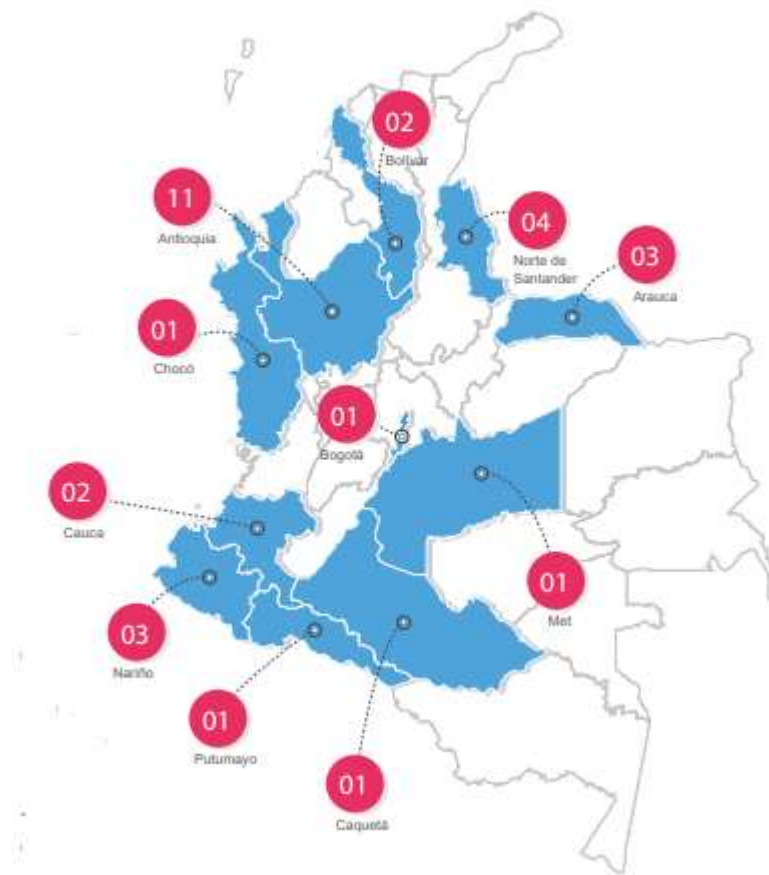 02
Bolívar
11
Antioquia
04
Norte de
Santander
03
Arauca
01
Chocó
01
Bogotá
02
Cauca
01
Met
03
Nariño
01
Putumayo
01
Caquetá